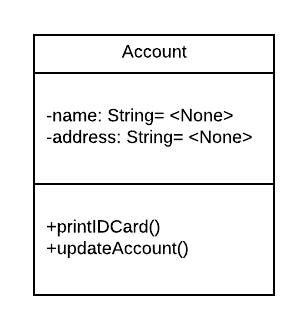 Account
-name: String= <None>
-address: String= <None>
+printIDCard()
+updateAccount()